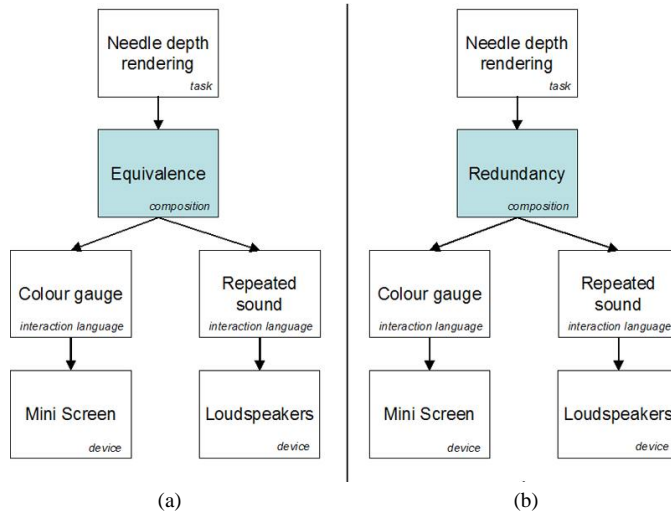 Needle depth
rendering
task
Equivalence
composition
Colour gauge
interaction language
Repeated
sound
interaction language
Mini Screen
device
Loudspeakers
device
(a)
Needle depth
rendering
task
Redundancy
composition
Colour gauge
interaction language
Repeated
sound
interaction language
Mini Screen
device
Loudspeakers
device
(b)